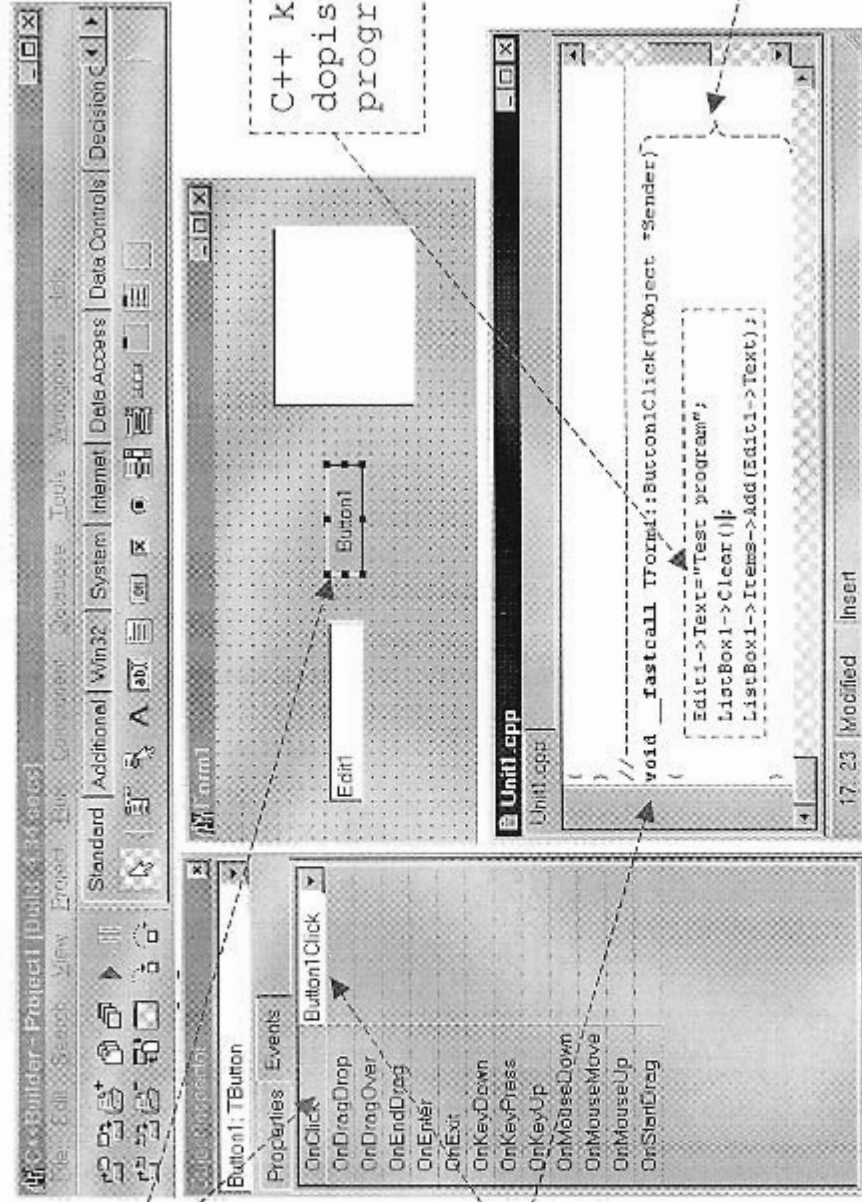 C++Builder - Project1
File Edit Search View Project Run Component Database Tools Workgroups Help
Standard Additional Win32 System Internet Data Access Data Controls Decision C
Button1: TButton
Properties Events
OnClick Button1Click
OnDragDrop
OnDragOver
OnEndDrag
OnEnter
OnExit
OnKeyDown
OnKeyPress
OnKeyUp
OnMouseDown
OnMouseMove
OnMouseUp
OnStartDrag
Form1
Edit1
Button1
C++ k
dopis
progr
Unit1.cpp
Unit1.cpp
void __fastcall TForm1::Button1Click(TObject *Sender)
{
Edit1->Text="Test program";
ListBox1->Clear();
ListBox1->Items->Add(Edit1->Text);
}
17: 23 Modified Insert